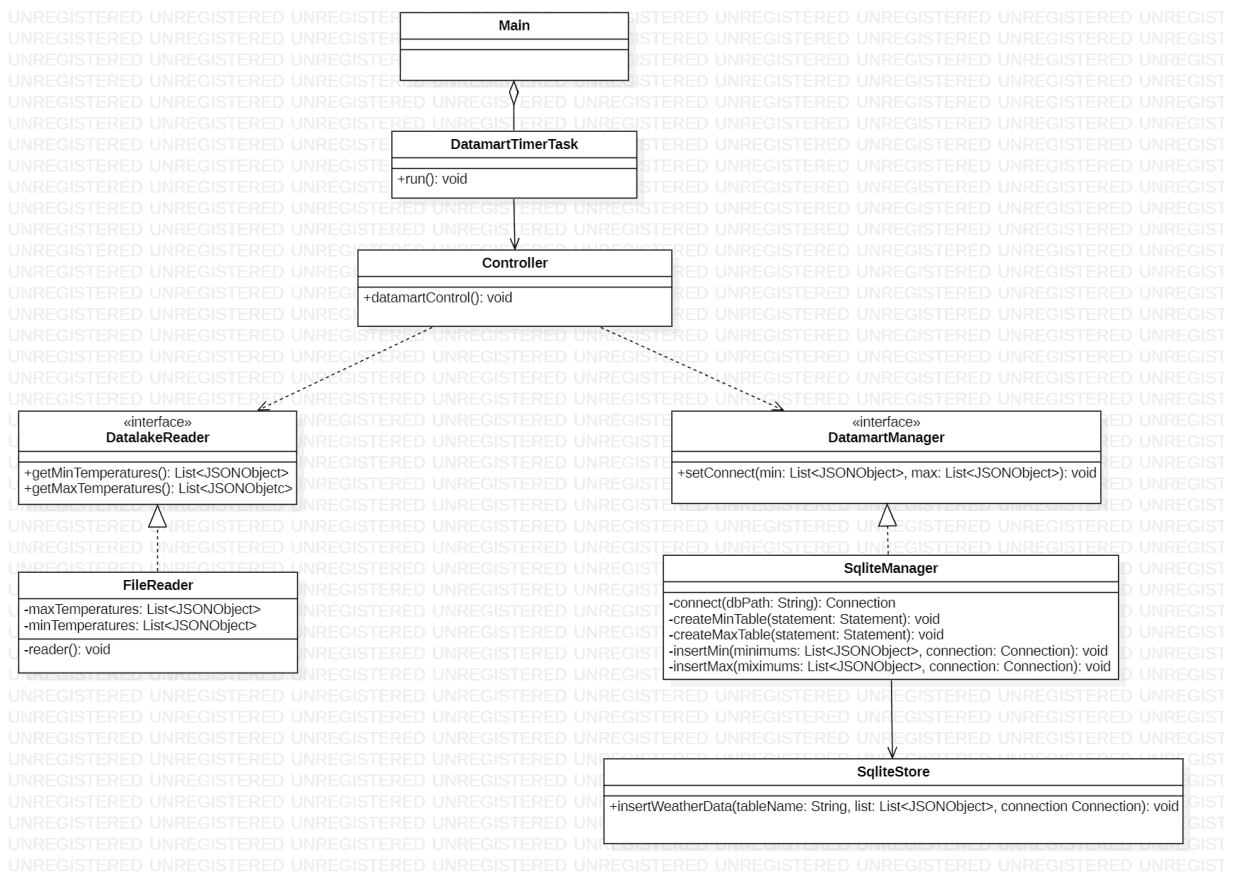 Main
DatamartTimerTask
+run(): void
Controller
+datamartControl(): void
«interface»
DatalakeReader
+getMinTemperatures(): List<JSONObject>
+getMaxTemperatures(): List<JSONObjetc>
«interface»
DatamartManager
+setConnect(min: List<JSONObject>, max: List<JSONObject>): void
FileReader
-maxTemperatures: List<JSONObject>
-minTemperatures: List<JSONObject>
-reader(): void
SqliteManager
-connect(dbPath: String): Connection
-createMinTable(statement: Statement): void
-createMaxTable(statement: Statement): void
-insertMin(minimums: List<JSONObject>, connection: Connection): void
-insertMax(miximums: List<JSONObject>, connection: Connection): void
SqliteStore
+insertWeatherData(tableName: String, list: List<JSONObject>, connection Connection): void
UNREGISTERED